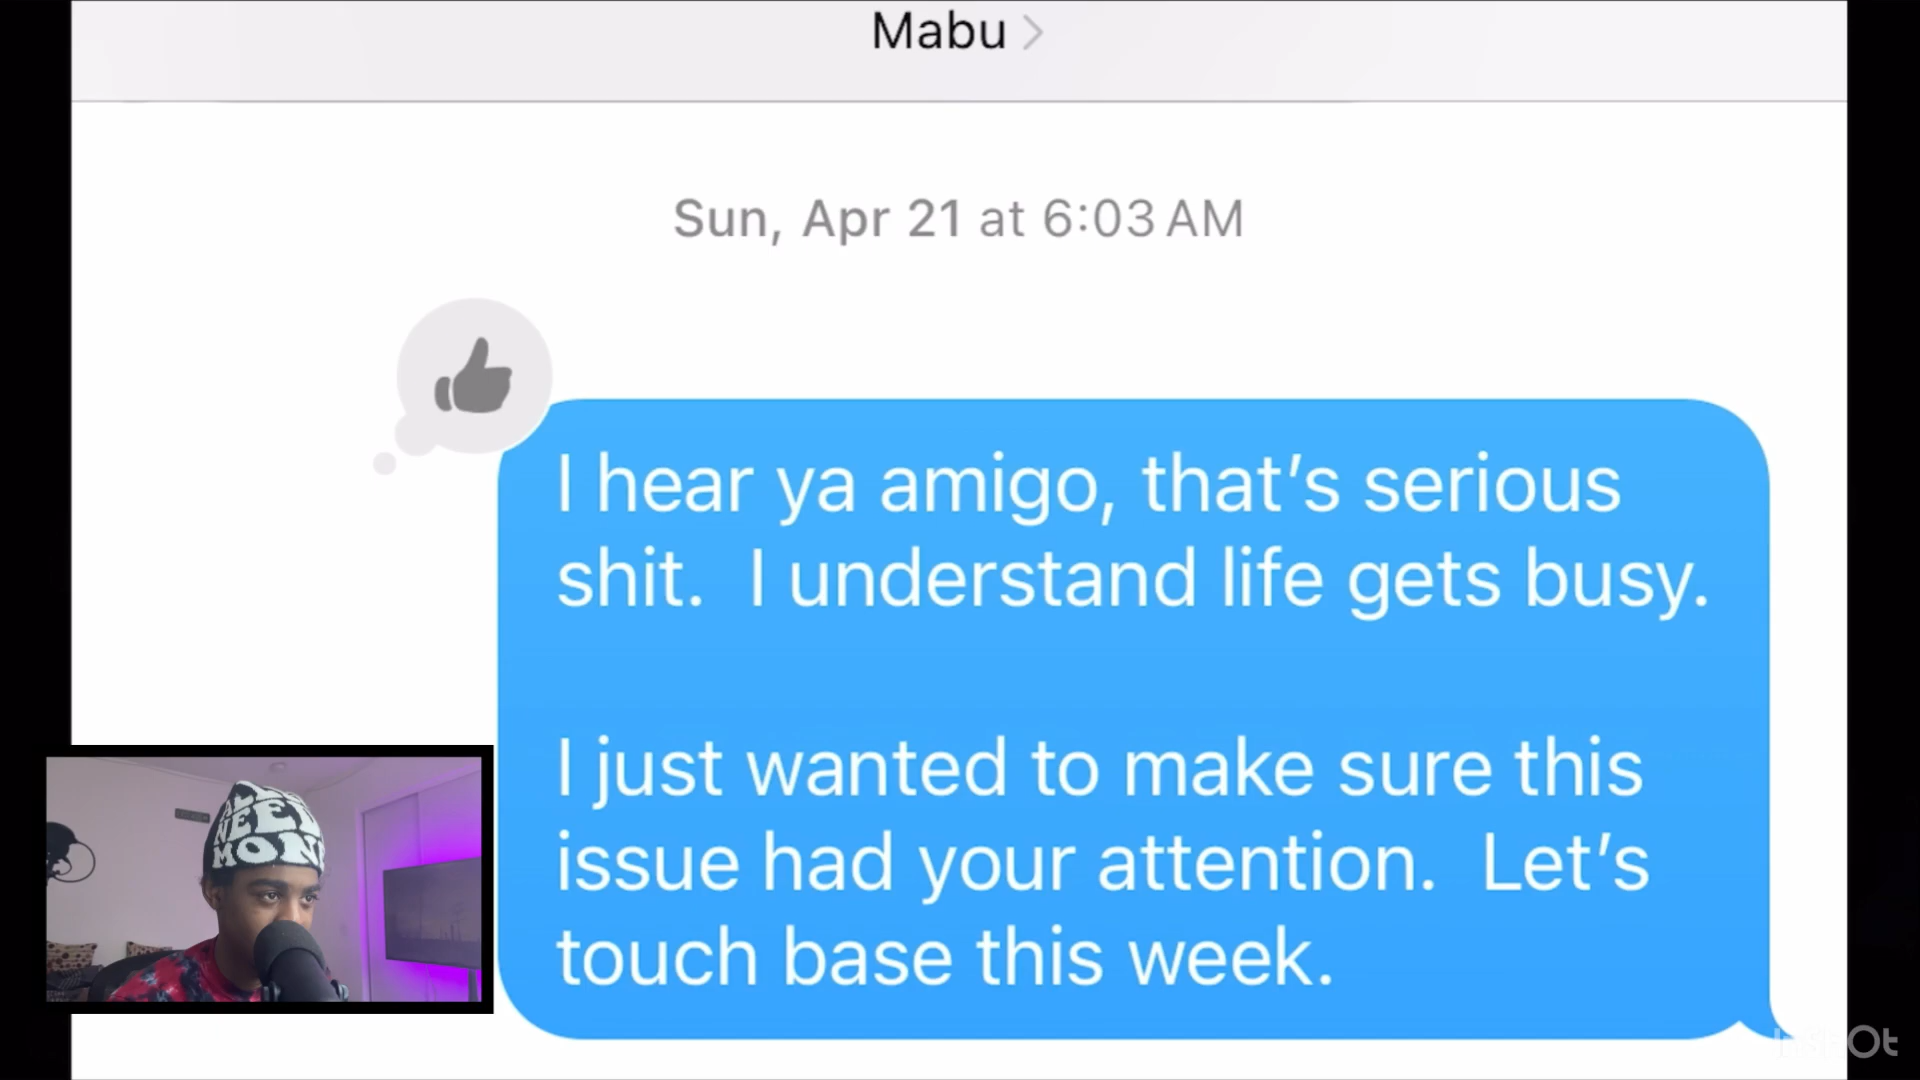 Mabu
Sun, Apr 21 at 6:03 AM
I hear ya amigo, that’s serious
shit.  I understand life gets busy.
I just wanted to make sure this
issue had your attention.  Let’s
touch base this week.
NEED